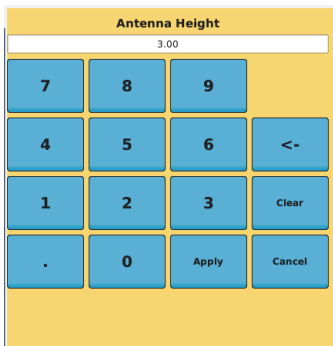 Antenna Height
3.00
7 8 9
4 5 6 <-
1 2 3 Clear
. 0 Apply Cancel